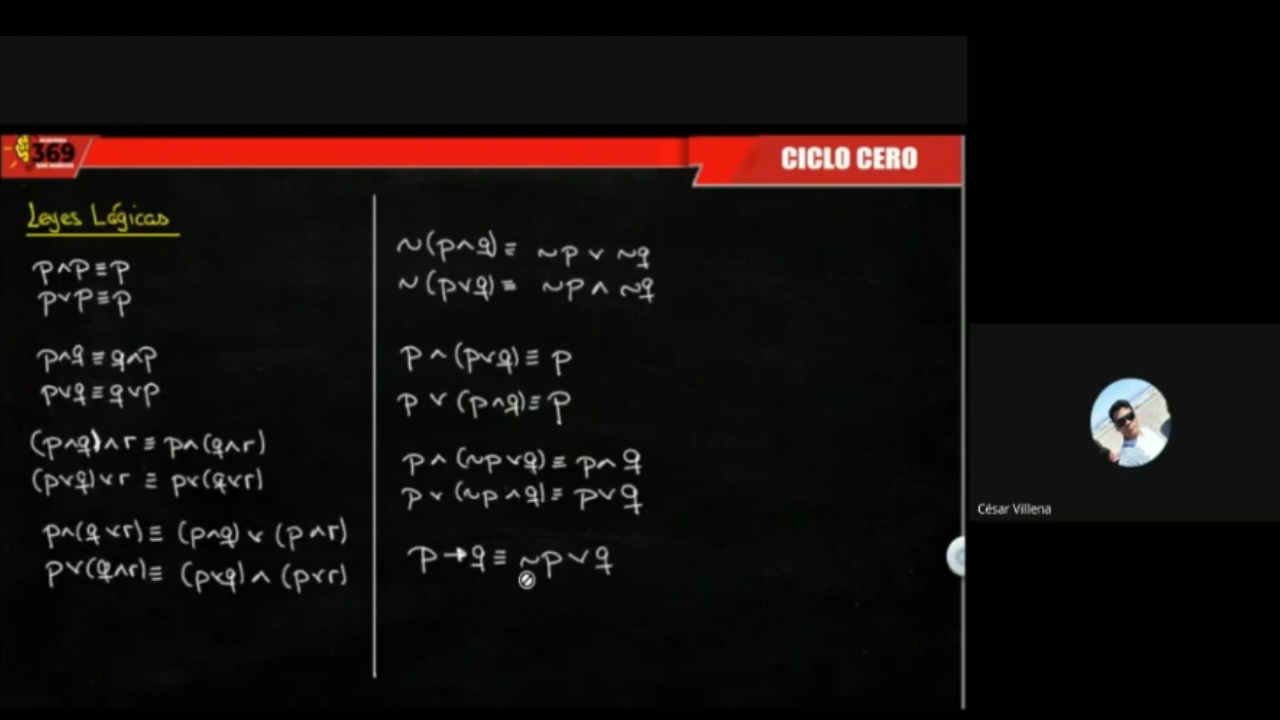 369
CICLO CERO
Leyes Lógicas
p∧p≡p
p∨p≡p
p∧q≡q∧p
p∨q≡q∨p
(p∧q)∧r≡p∧(q∧r)
(p∨q)∨r≡p∨(q∨r)
p∧(q∨r)≡(p∧q)∨(p∧r)
p∨(q∧r)≡(p∨q)∧(p∨r)
~(p∧q)≡ ~p∨~q
~(p∨q)≡ ~p∧~q
p∧(p∨q)≡p
p∨(p∧q)≡p
p∧(~p∨q)≡p∧q
p∨(~p∧q)≡p∨q
p→q≡~p∨q
César Villena